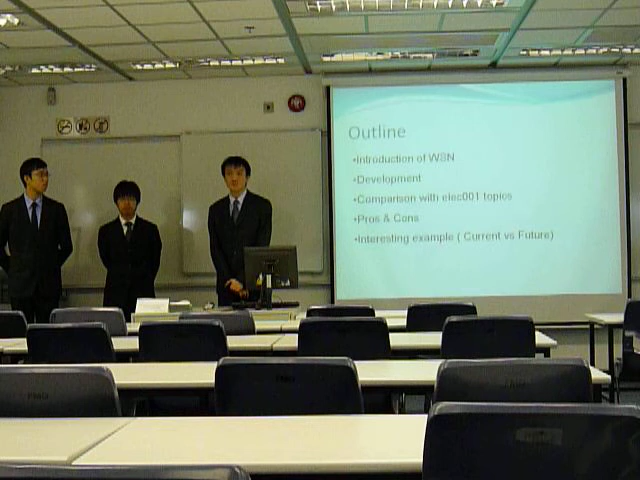 Outline
•Introduction of WSN
•Development
•Comparison with elec001 topics
•Pros & Cons
•Interesting example ( Current vs Future)